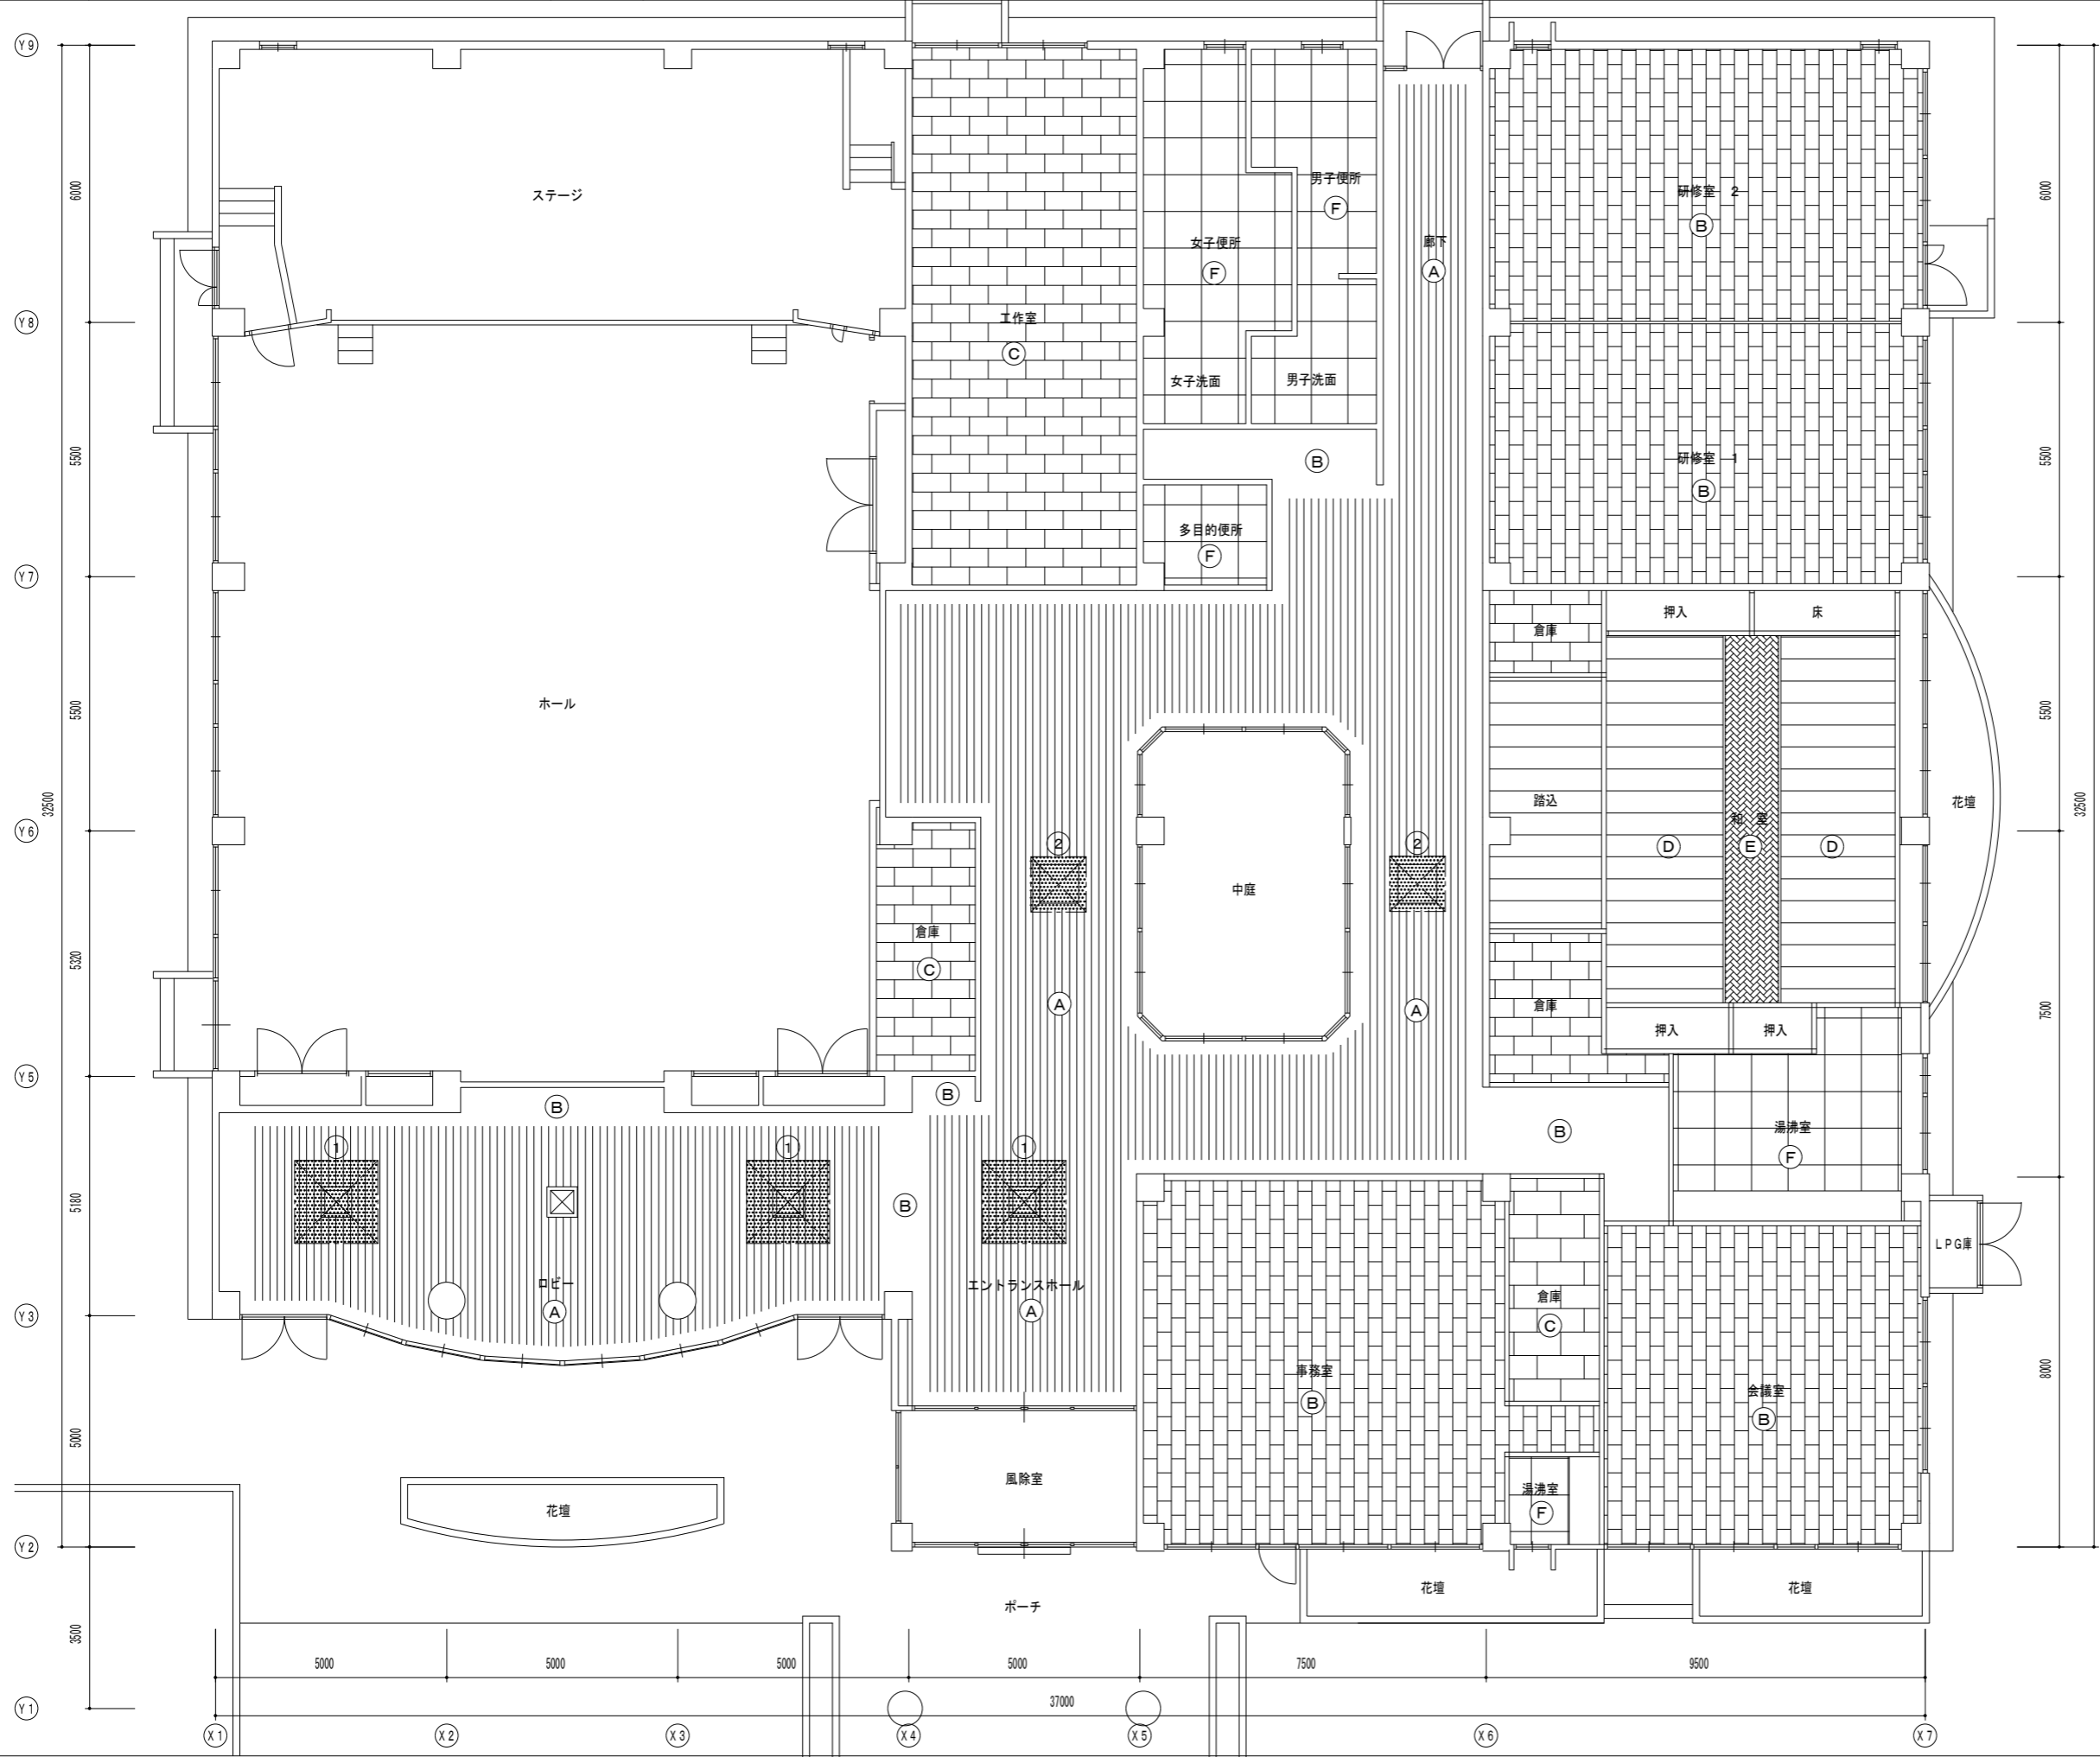 Y9
6000
6000
ステージ
男子便所
F
研修室 2
B
女子便所
F
廊下
A
Y8
工作室
C
女子洗面
男子洗面
5500
B
研修室 1
B
5500
多目的便所
F
Y7
倉庫
押入
床
5500
ホール
5500
32500
踏込
花壇
32500
Y6
2
2
D
和 室
E
D
中庭
倉庫
C
5320
A
A
倉庫
7500
押入
押入
Y5
B
B
B
湯沸室
F
1
1
1
5180
B
LPG庫
ロビー
A
エントランスホール
A
倉庫
C
Y3
事務室
B
会議室
B
8000
5000
風除室
湯沸室
F
花壇
Y2
ポーチ
花壇
花壇
3500
5000
5000
5000
5000
7500
9500
37000
Y1
X1
X2
X3
X4
X5
X6
X7